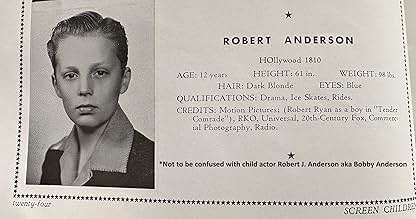 ROBERT ANDERSON
HOllywood 1810
AGE: 12 years HEIGHT: 61 in. WEIGHT: 98 lbs.
HAIR: Dark Blonde EYES: Blue
QUALIFICATIONS: Drama, Ice Skates, Rides.
CREDITS: Motion Pictures; (Robert Ryan as a boy in "Tender
Comrade"), RKO, Universal, 20th-Century Fox, Commer-
cial Photography, Radio.
*Not to be confused with child actor Robert J. Anderson aka Bobby Anderson
twenty-four
SCREEN CHILDRE